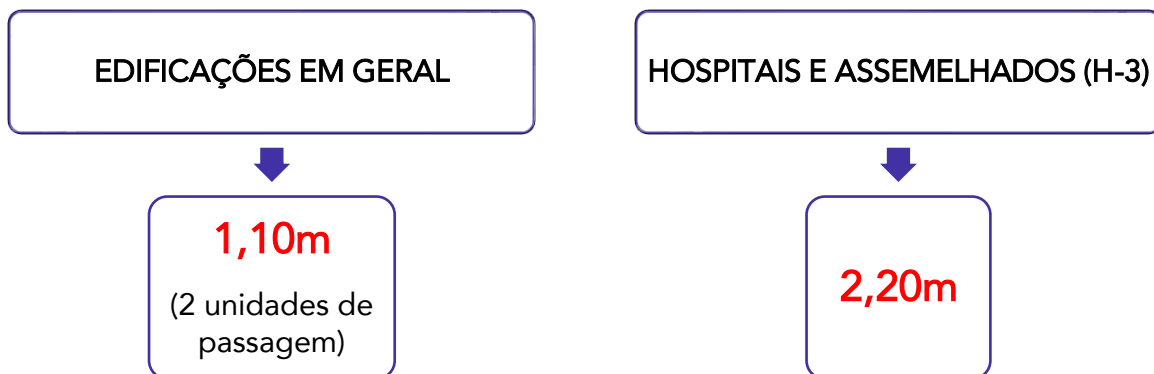 EDIFICAÇÕES EM GERAL
1,10m
(2 unidades de
passagem)
HOSPITAIS E ASSEMELHADOS (H-3)
2,20m